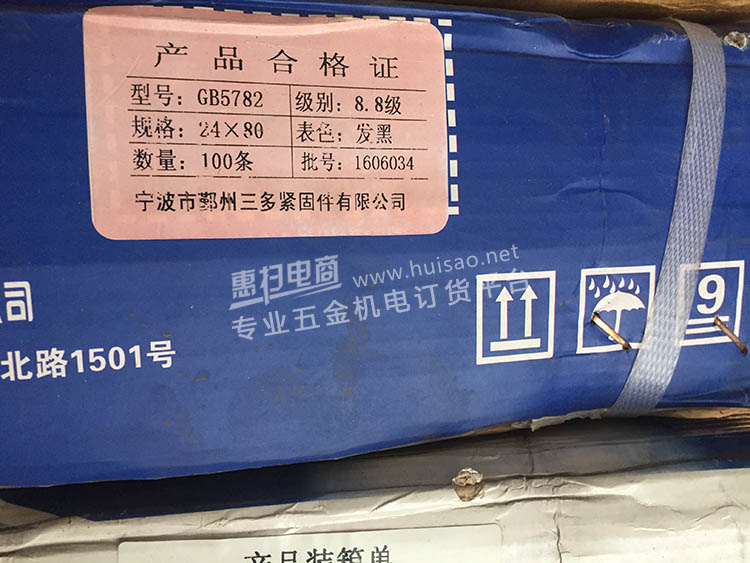 产品合格证
型号: GB5782 级别: 8.8级
规格: 24×80 表色: 发黑
数量: 100条 批号: 1606034
宁波市鄞州三多紧固件有限公司
惠扫电商 www.huisao.net
专业五金机电订货平台
司
北路1501号
9
产品装箱单